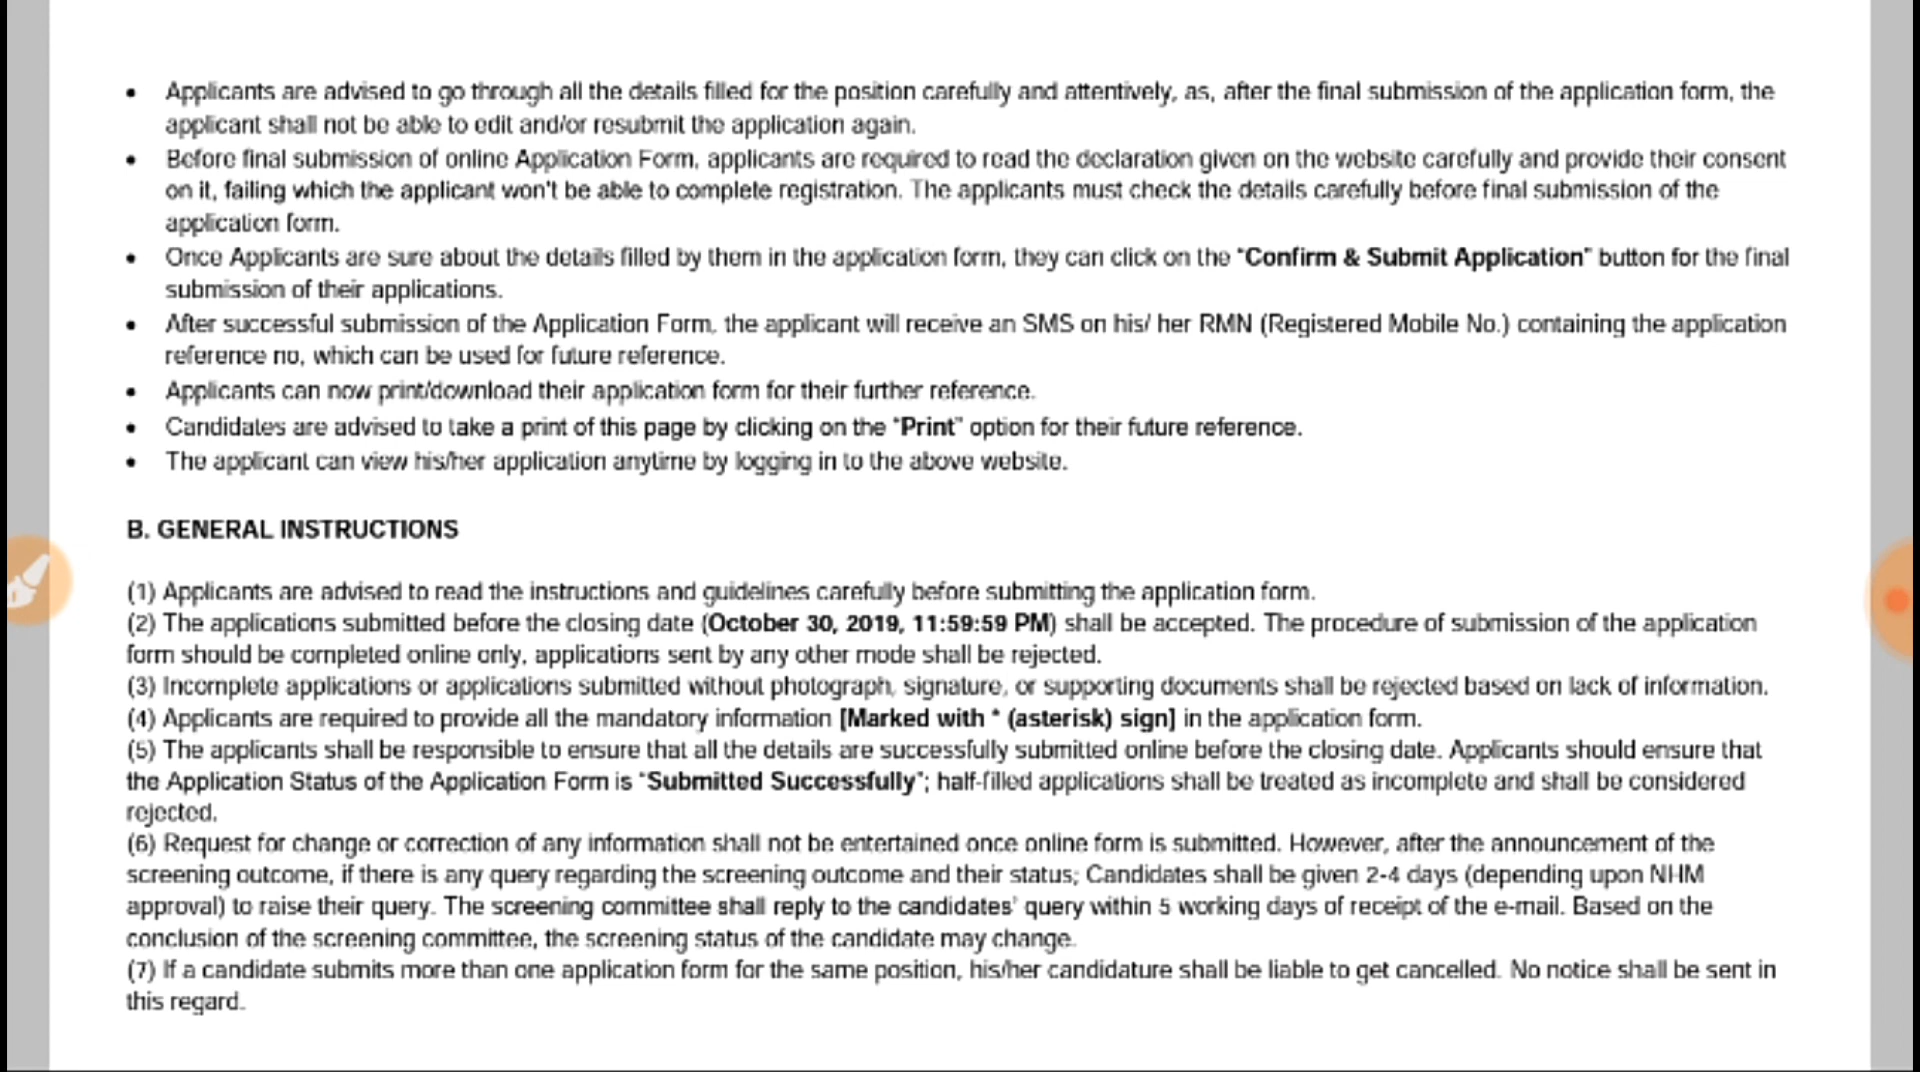 • Applicants are advised to go through all the details filled for the position carefully and attentively, as, after the final submission of the application form, the
applicant shall not be able to edit and/or resubmit the application again.
• Before final submission of online Application Form, applicants are required to read the declaration given on the website carefully and provide their consent
on it, failing which the applicant won't be able to complete registration. The applicants must check the details carefully before final submission of the
application form.
• Once Applicants are sure about the details filled by them in the application form, they can click on the "Confirm & Submit Application" button for the final
submission of their applications.
• After successful submission of the Application Form, the applicant will receive an SMS on his/ her RMN (Registered Mobile No.) containing the application
reference no, which can be used for future reference.
• Applicants can now print/download their application form for their further reference.
• Candidates are advised to take a print of this page by clicking on the "Print" option for their future reference.
• The applicant can view his/her application anytime by logging in to the above website.
B. GENERAL INSTRUCTIONS
(1) Applicants are advised to read the instructions and guidelines carefully before submitting the application form.
(2) The applications submitted before the closing date (October 30, 2019, 11:59:59 PM) shall be accepted. The procedure of submission of the application
form should be completed online only, applications sent by any other mode shall be rejected.
(3) Incomplete applications or applications submitted without photograph, signature, or supporting documents shall be rejected based on lack of information.
(4) Applicants are required to provide all the mandatory information [Marked with * (asterisk) sign] in the application form.
(5) The applicants shall be responsible to ensure that all the details are successfully submitted online before the closing date. Applicants should ensure that
the Application Status of the Application Form is "Submitted Successfully"; half-filled applications shall be treated as incomplete and shall be considered
rejected.
(6) Request for change or correction of any information shall not be entertained once online form is submitted. However, after the announcement of the
screening outcome, if there is any query regarding the screening outcome and their status; Candidates shall be given 2-4 days (depending upon NHM
approval) to raise their query. The screening committee shall reply to the candidates' query within 5 working days of receipt of the e-mail. Based on the
conclusion of the screening committee, the screening status of the candidate may change.
(7) If a candidate submits more than one application form for the same position, his/her candidature shall be liable to get cancelled. No notice shall be sent in
this regard.